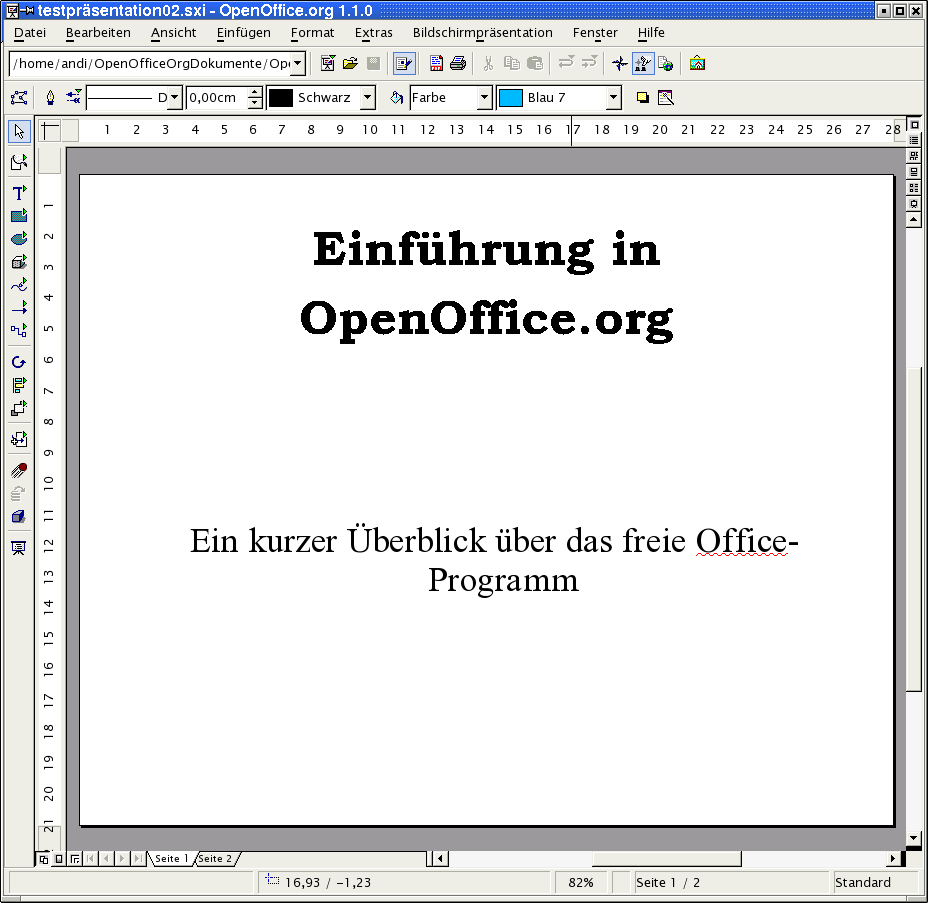 testpräsentation02.sxi - OpenOffice.org 1.1.0
Datei Bearbeiten Ansicht Einfügen Format Extras Bildschirmpräsentation Fenster Hilfe
/home/andi/OpenOfficeOrgDokumente/Ope
D 0,00cm Schwarz Farbe Blau 7
1 2 3 4 5 6 7 8 9 10 11 12 13 14 15 16 17 18 19 20 21 22 23 24 25 26 27 28
1
2
3
4
5
6
7
8
9
10
11
12
13
14
15
16
17
18
19
20
21
Einführung in
OpenOffice.org
Ein kurzer Überblick über das freie Office-
Programm
Seite 1 Seite 2
16,93 / -1,23 82% Seite 1 / 2 Standard